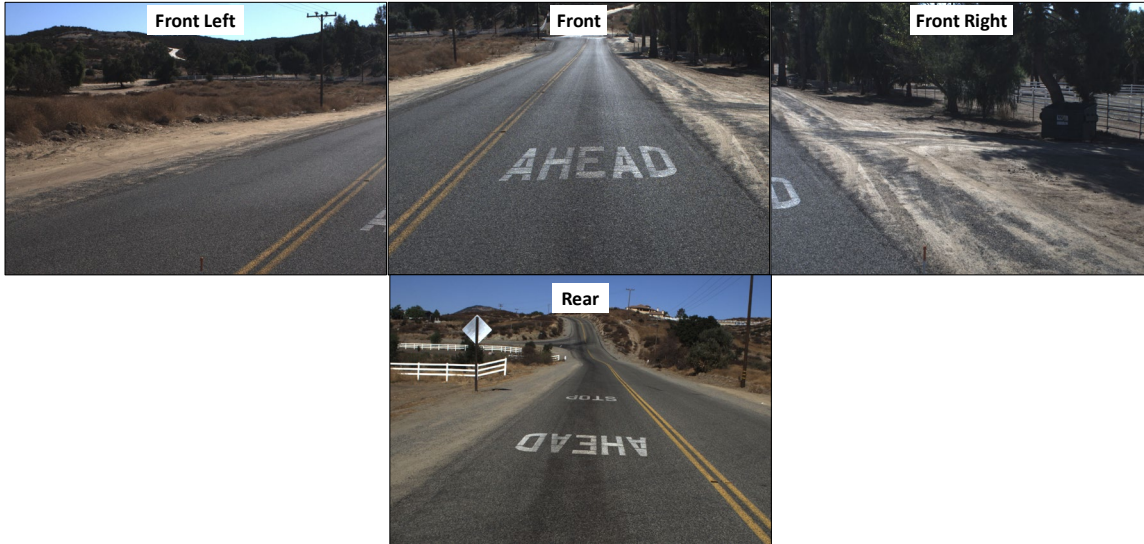 Front Left
Front
Front Right
AHEAD
A
D
Rear
STOP
AHEAD